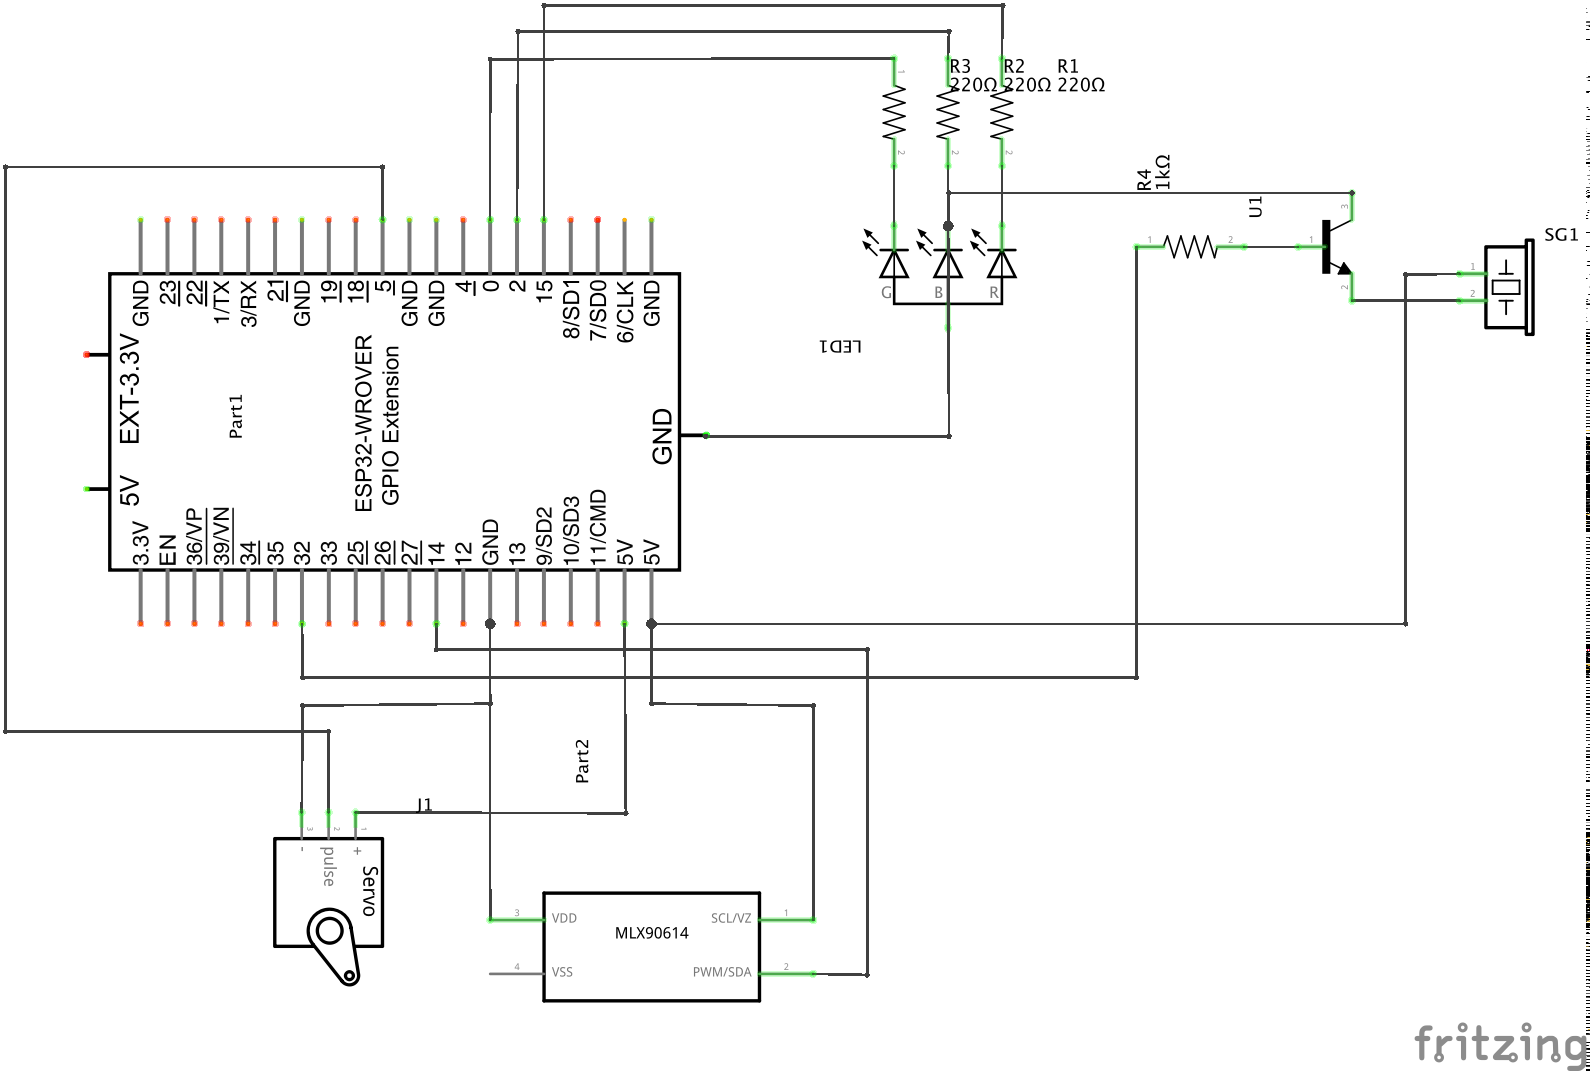 R3
220Ω
R2
220Ω
R1
220Ω
1
1
2
2
2
R4
1kΩ
U1
3
1
2
1
2
SG1
1
2
G
B
R
LED1
GND
23
22
1/TX
3/RX
21
GND
19
18
5
GND
GND
4
0
2
15
8/SD1
7/SD0
6/CLK
GND
EXT-3.3V
5V
Part1
ESP32-WROVER
GPIO Extension
GND
3.3V
EN
36/VP
39/VN
34
35
32
33
25
26
27
14
12
GND
13
9/SD2
10/SD3
11/CMD
5V
5V
Part2
J1
3
2
1
-
pulse
+
Servo
3
VDD
SCL/VZ
1
MLX90614
4
VSS
PWM/SDA
2
fritzing